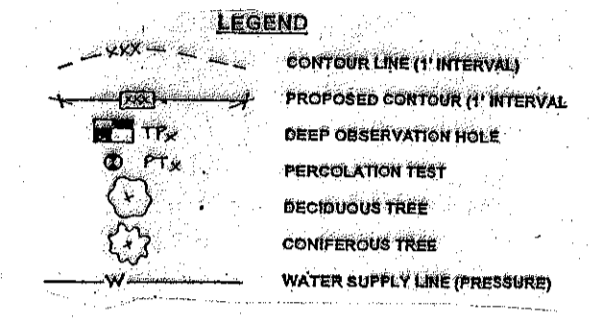 LEGEND
XXX CONTOUR LINE (1' INTERVAL)
XXX PROPOSED CONTOUR (1' INTERVAL
TPX DEEP OBSERVATION HOLE
PTX PERCOLATION TEST
DECIDUOUS TREE
CONIFEROUS TREE
W WATER SUPPLY LINE (PRESSURE)